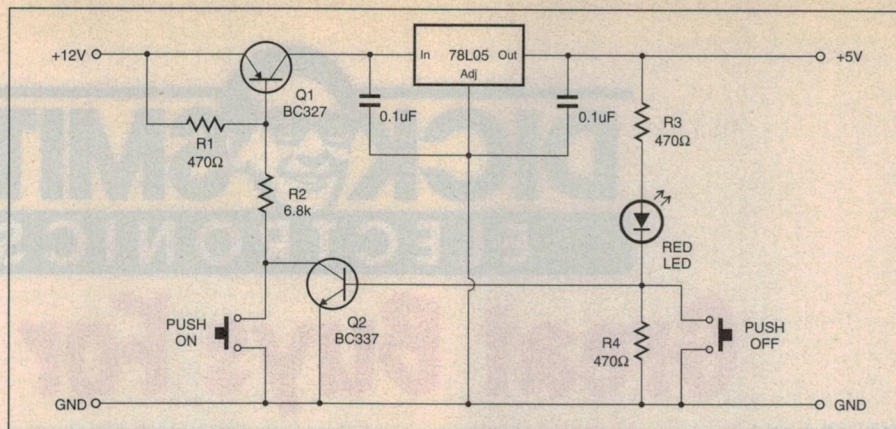 +12V
Q1
BC327
In
78L05
Out
Adj
+5V
R1
470Ω
0.1uF
0.1uF
R3
470Ω
R2
6.8k
RED
LED
PUSH
ON
Q2
BC337
R4
470Ω
PUSH
OFF
GND
GND